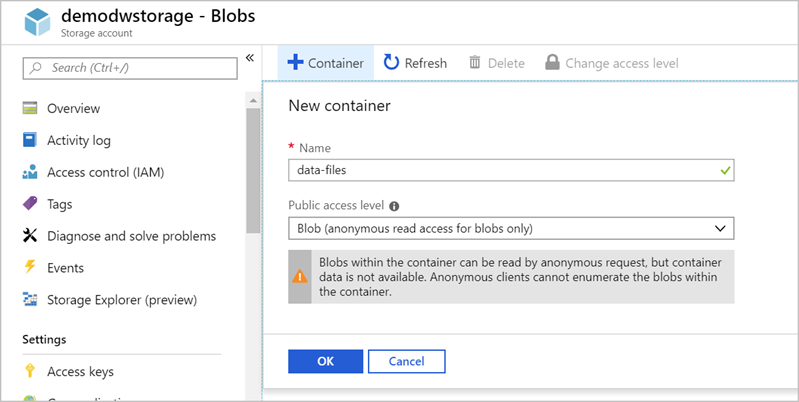 demodwstorage - Blobs
Storage account
Search (Ctrl+/)
«
Overview
Activity log
Access control (IAM)
Tags
Diagnose and solve problems
Events
Storage Explorer (preview)
Settings
Access keys
Container
Refresh
Delete
Change access level
New container
* Name
data-files
Public access level
Blob (anonymous read access for blobs only)
Blobs within the container can be read by anonymous request, but container
data is not available. Anonymous clients cannot enumerate the blobs within
the container.
OK
Cancel